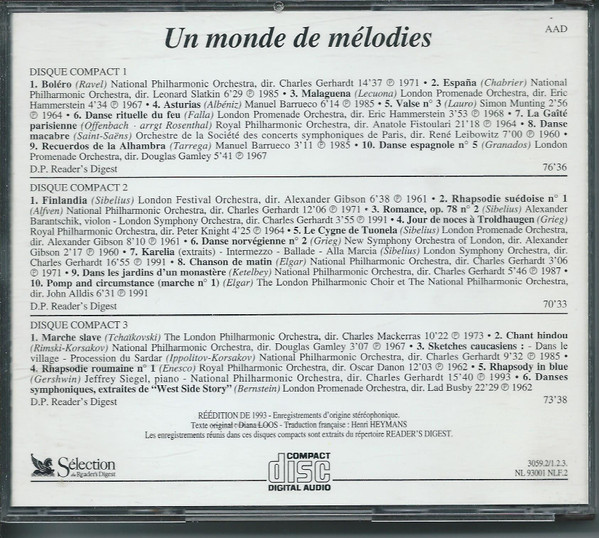 Un monde de mélodies
AAD
DISQUE COMPACT 1
1. Boléro (Ravel) National Philharmonic Orchestra, dir. Charles Gerhardt 14'37 ℗ 1971 • 2. España (Chabrier) National
Philharmonic Orchestra, dir. Leonard Slatkin 6'29 ℗ 1985 • 3. Malaguena (Lecuona) London Promenade Orchestra, dir. Eric
Hammerstein 4'34 ℗ 1967 • 4. Asturias (Albéniz) Manuel Barrueco 6'14 ℗ 1985 • 5. Valse n° 3 (Lauro) Simon Munting 2'56
℗ 1964 • 6. Danse rituelle du feu (Falla) London Promenade Orchestra, dir. Eric Hammerstein 3'53 ℗ 1968 • 7. La Gaîté
parisienne (Offenbach - arrgt Rosenthal) Royal Philharmonic Orchestra, dir. Anatole Fistoulari 21'18 ℗ 1964 • 8. Danse
macabre (Saint-Saëns) Orchestre de la Société des concerts symphoniques de Paris, dir. René Leibowitz 7'00 ℗ 1960 •
9. Recuerdos de la Alhambra (Tarrega) Manuel Barrueco 3'11 ℗ 1985 • 10. Danse espagnole n° 5 (Granados) London
Promenade Orchestra, dir. Douglas Gamley 5'41 ℗ 1967
D.P. Reader's Digest 76'36
DISQUE COMPACT 2
1. Finlandia (Sibelius) London Festival Orchestra, dir. Alexander Gibson 6'38 ℗ 1961 • 2. Rhapsodie suédoise n° 1
(Alfven) National Philharmonic Orchestra, dir. Charles Gerhardt 12'06 ℗ 1971 • 3. Romance, op. 78 n° 2 (Sibelius) Alexander
Barantschik, violon - London Symphony Orchestra, dir. Charles Gerhardt 2'55 ℗ 1991 • 4. Jour de noces à Troldhaugen (Grieg)
Royal Philharmonic Orchestra, dir. Peter Knight 4'25 ℗ 1964 • 5. Le Cygne de Tuonela (Sibelius) London Promenade Orchestra,
dir. Alexander Gibson 8'10 ℗ 1961 • 6. Danse norvégienne n° 2 (Grieg) New Symphony Orchestra of London, dir. Alexander
Gibson 2'17 ℗ 1960 • 7. Karelia (extraits) - Intermezzo - Ballade - Alla Marcia (Sibelius) London Symphony Orchestra, dir.
Charles Gerhardt 16'55 ℗ 1991 • 8. Chanson de matin (Elgar) National Philharmonic Orchestra, dir. Charles Gerhardt 3'06
℗ 1971 • 9. Dans les jardins d'un monastère (Ketelbey) National Philharmonic Orchestra, dir. Charles Gerhardt 5'46 ℗ 1987 •
10. Pomp and circumstance (marche n° 1) (Elgar) The London Philharmonic Choir et The National Philharmonic Orchestra,
dir. John Alldis 6'31 ℗ 1991
D.P. Reader's Digest 70'33
DISQUE COMPACT 3
1. Marche slave (Tchaïkovski) The London Philharmonic Orchestra, dir. Charles Mackerras 10'22 ℗ 1973 • 2. Chant hindou
(Rimski-Korsakov) National Philharmonic Orchestra, dir. Douglas Gamley 3'07 ℗ 1967 • 3. Sketches caucasiens : - Dans le
village - Procession du Sardar (Ippolitov-Korsakov) National Philharmonic Orchestra, dir. Charles Gerhardt 9'32 ℗ 1985 •
4. Rhapsodie roumaine n° 1 (Enesco) Royal Philharmonic Orchestra, dir. Oscar Danon 12'03 ℗ 1962 • 5. Rhapsody in blue
(Gershwin) Jeffrey Siegel, piano - National Philharmonic Orchestra, dir. Charles Gerhardt 15'40 ℗ 1993 • 6. Danses
symphoniques, extraites de "West Side Story" (Bernstein) London Promenade Orchestra, dir. Lad Busby 22'29 ℗ 1962
D.P. Reader's Digest 73'38
RÉÉDITION DE 1993 - Enregistrements d'origine stéréophonique.
Texte original : Diana LOOS - Traduction française : Henri HEYMANS
Les enregistrements réunis dans ces disques compacts sont extraits du répertoire READER'S DIGEST.
Sélection
du Reader's Digest
COMPACT
disc
DIGITAL AUDIO
3059.2/1.2.3.
NL 93001 NLF.2